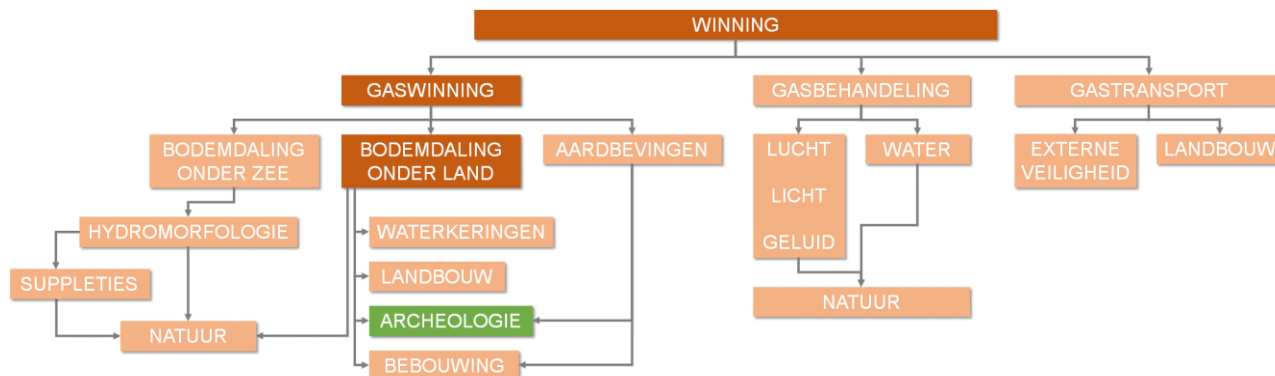 WINNING
GASWINNING
GASBEHANDELING
GASTRANSPORT
BODEMDALING
ONDER ZEE
BODEMDALING
ONDER LAND
AARDBEVINGEN
LUCHT
LICHT
GELUID
WATER
EXTERNE
VEILIGHEID
LANDBOUW
HYDROMORFOLOGIE
WATERKERINGEN
SUPPLETIES
LANDBOUW
NATUUR
ARCHEOLOGIE
NATUUR
BEBOUWING